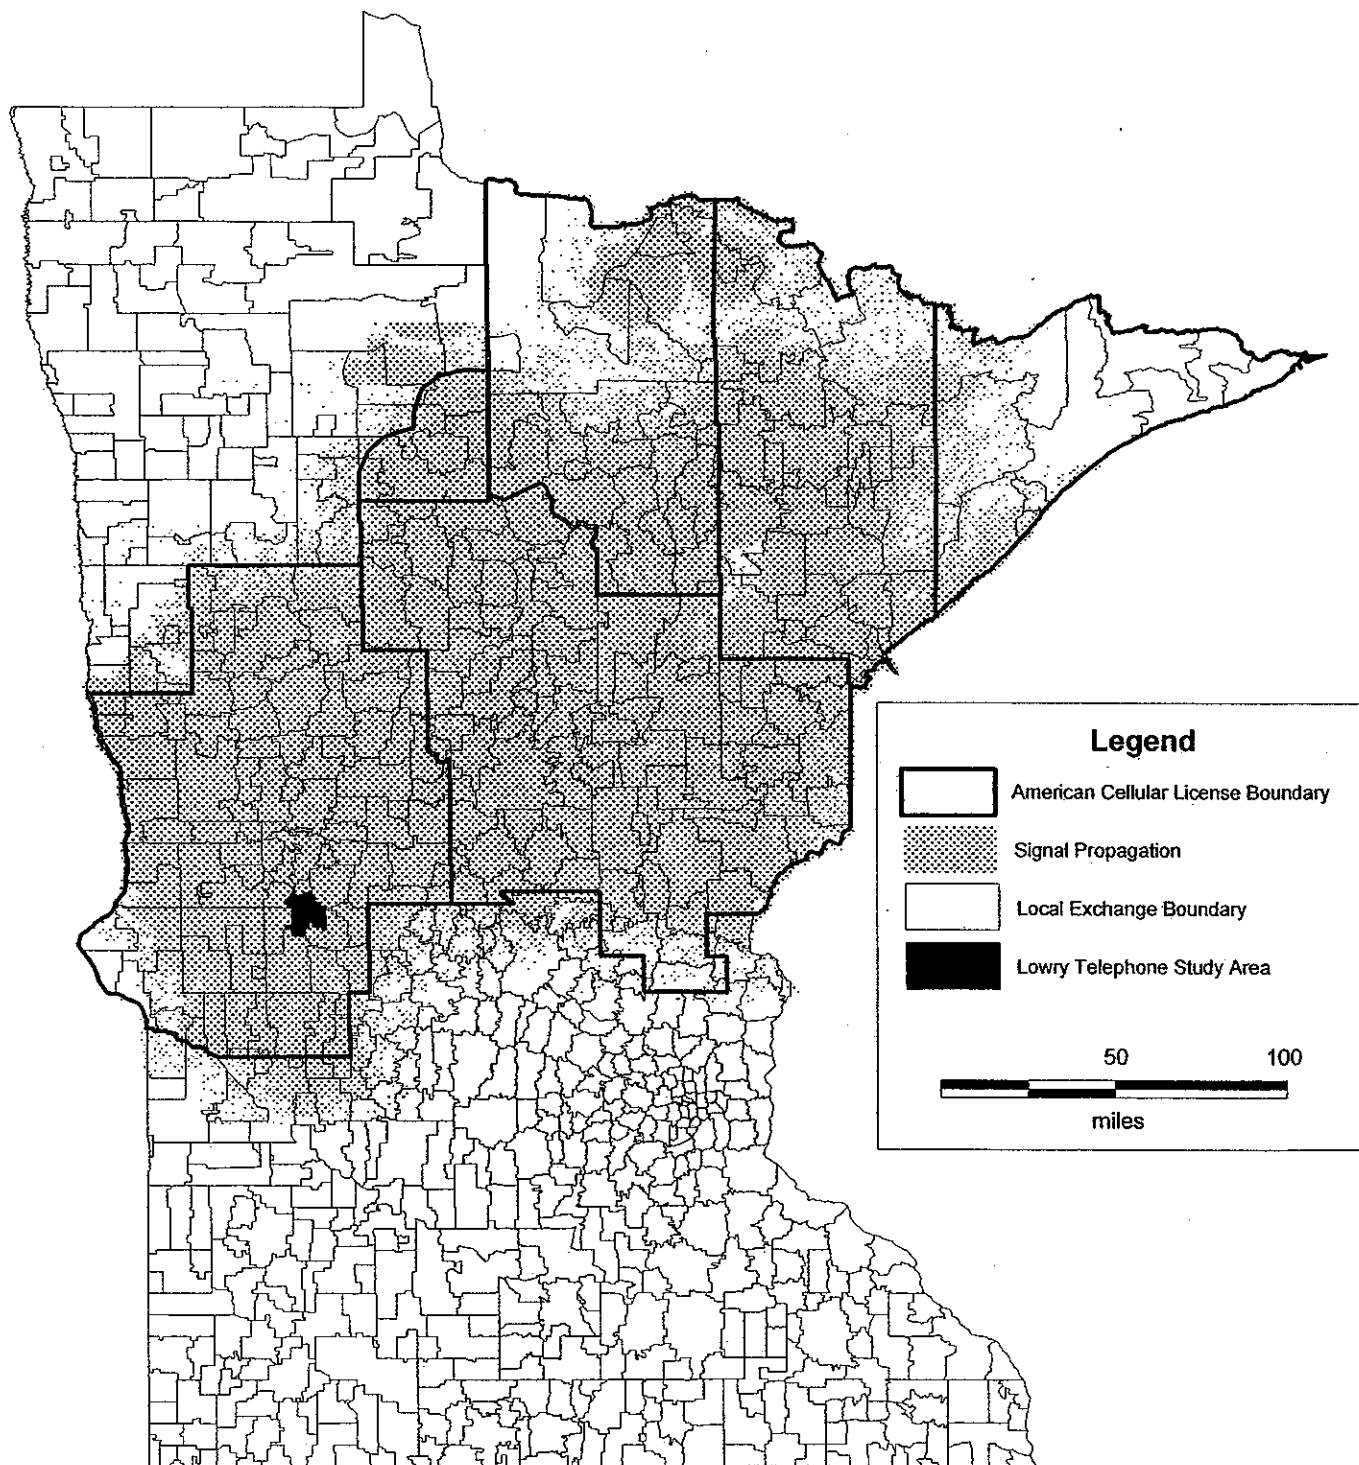 Legend
American Cellular License Boundary
Signal Propagation
Local Exchange Boundary
Lowry Telephone Study Area
50 100
miles